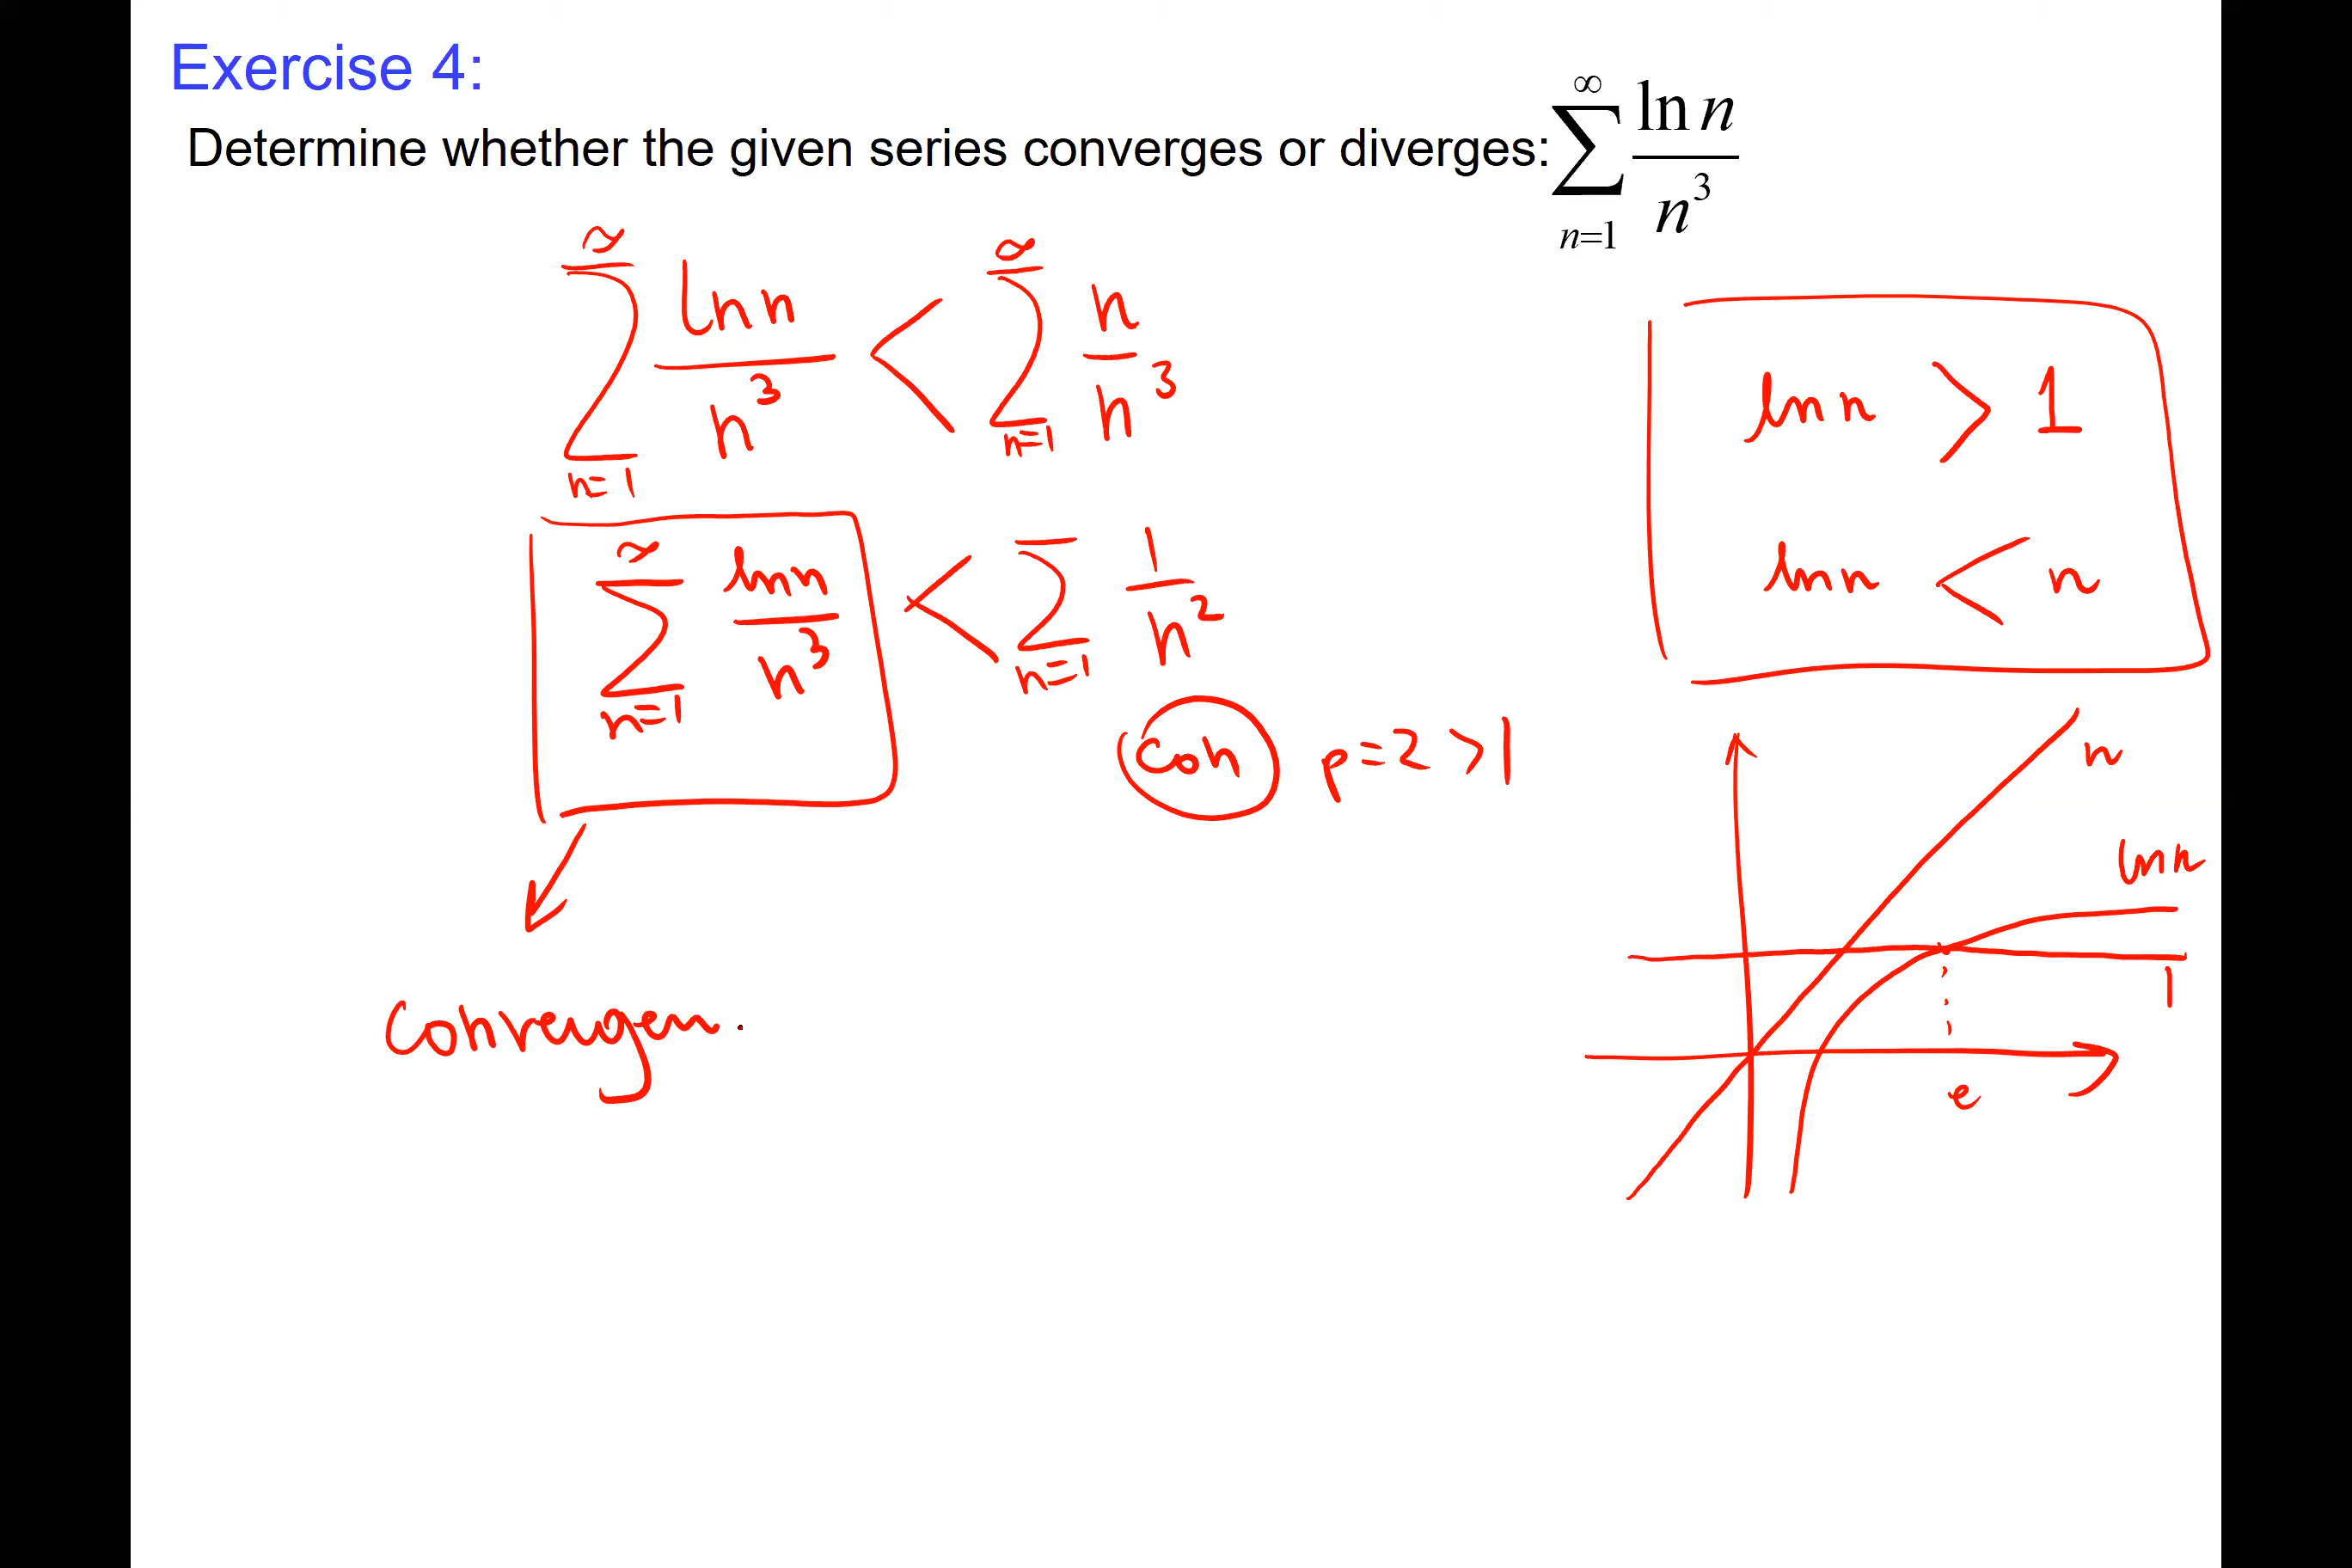 Exercise 4:
Determine whether the given series converges or diverges: ∑_{n=1}^{∞} ln n / n^3
∑_{n=1}^{∞} ln n / n^3 < ∑_{n=1}^{∞} n / n^3
ln n > 1
ln n < n
∑_{n=1}^{∞} ln n / n^3 < ∑_{n=1} 1 / n^2
Con p = 2 > 1
n
ln n
1
e
Convergen.